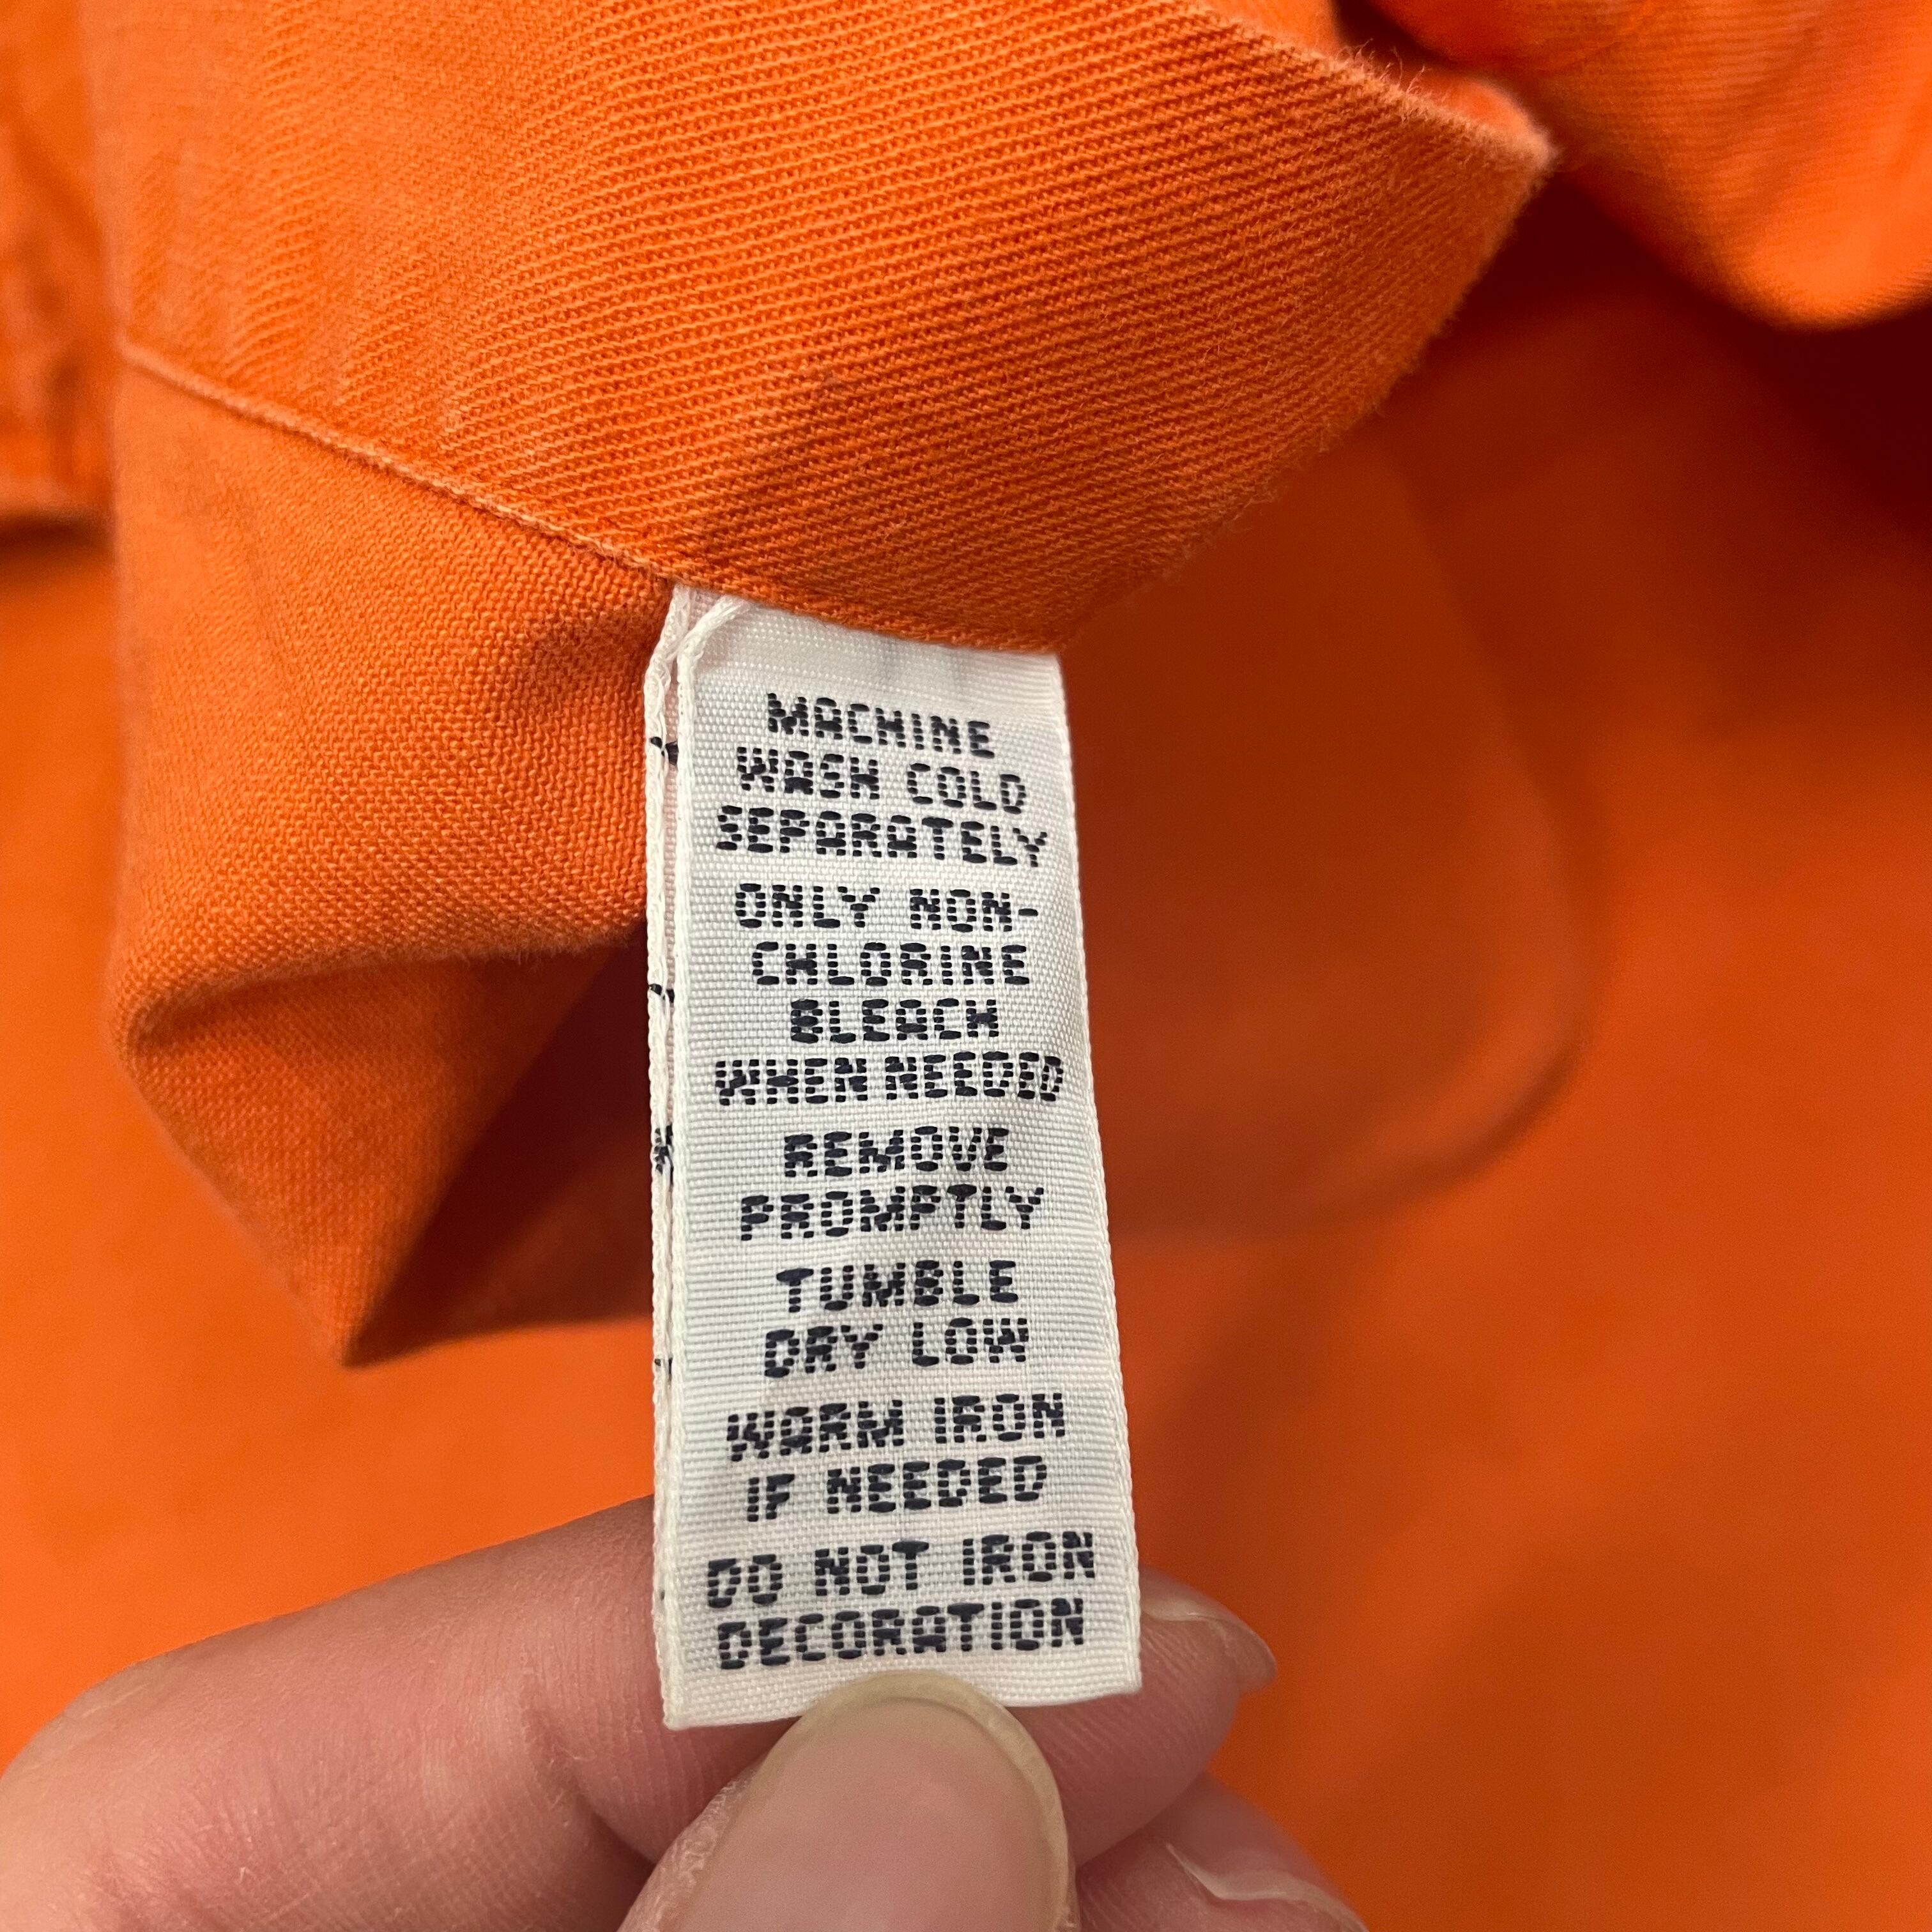 MACHINE
WASH COLD
SEPARATELY
ONLY NON-
CHLORINE
BLEACH
WHEN NEEDED
REMOVE
PROMPTLY
TUMBLE
DRY LOW
WARM IRON
IF NEEDED
DO NOT IRON
DECORATION